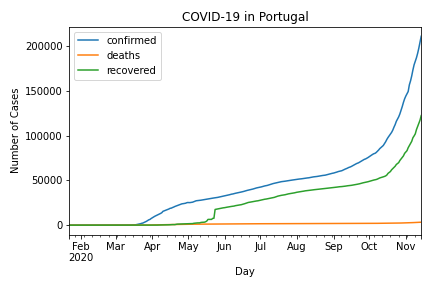 COVID-19 in Portugal
confirmed
deaths
recovered
Number of Cases
200000
150000
100000
50000
0
Feb Mar Apr May Jun Jul Aug Sep Oct Nov
2020
Day